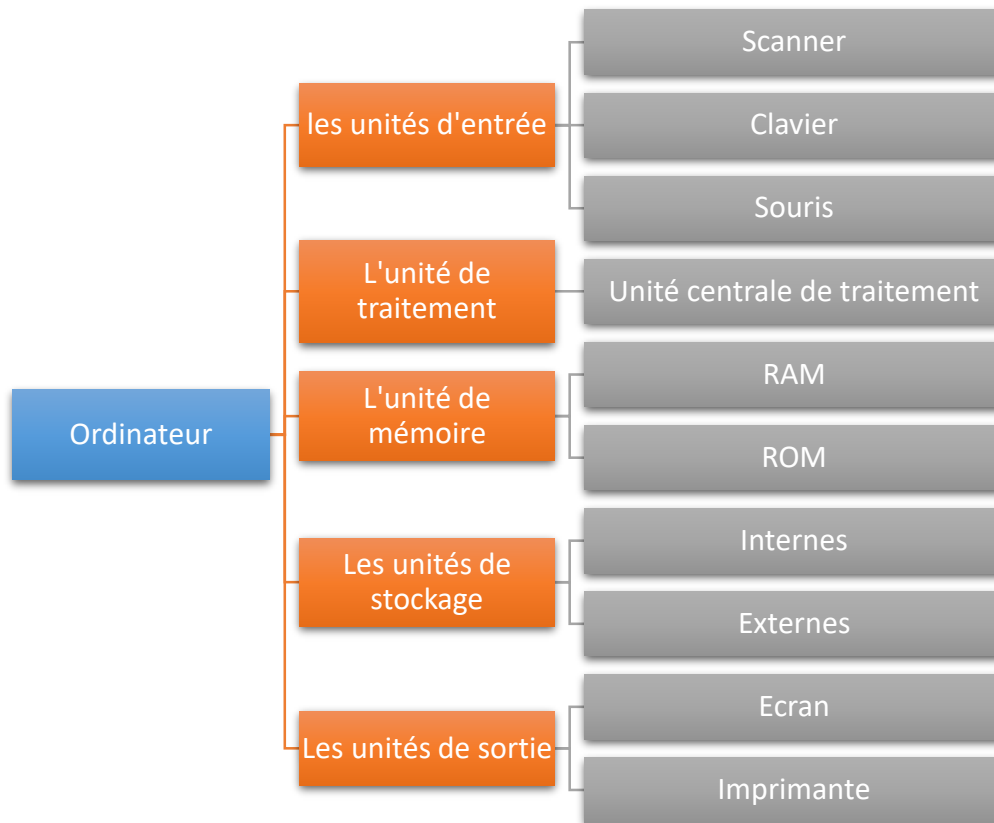 Ordinateur
les unités d'entrée
Scanner
Clavier
Souris
L'unité de
traitement
Unité centrale de traitement
L'unité de
mémoire
RAM
ROM
Les unités de
stockage
Internes
Externes
Les unités de sortie
Ecran
Imprimante